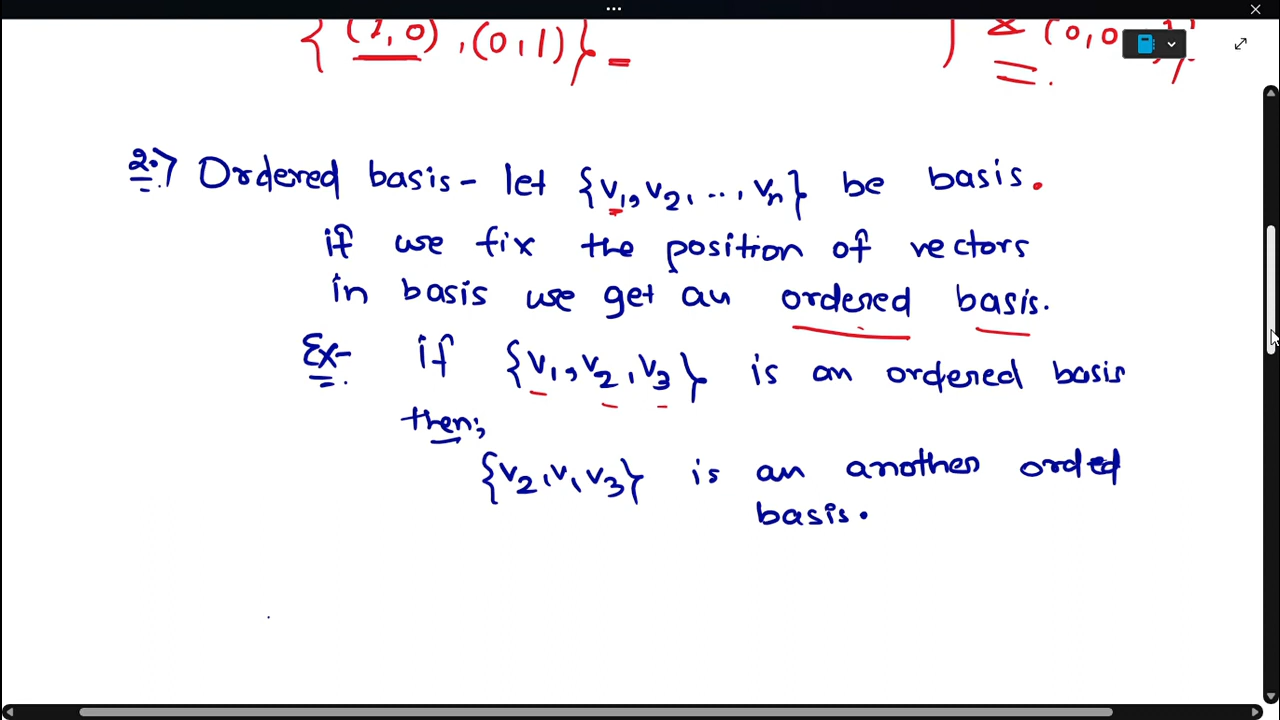 { (1,0) , (0,1) }
} & (0,0
2.> Ordered basis - let {v1, v2, ..., vn} be basis.
if we fix the position of vectors
in basis we get an ordered basis.
Ex- if {v1, v2, v3} is an ordered basis
then;
{v2, v1, v3} is an another orded
basis.